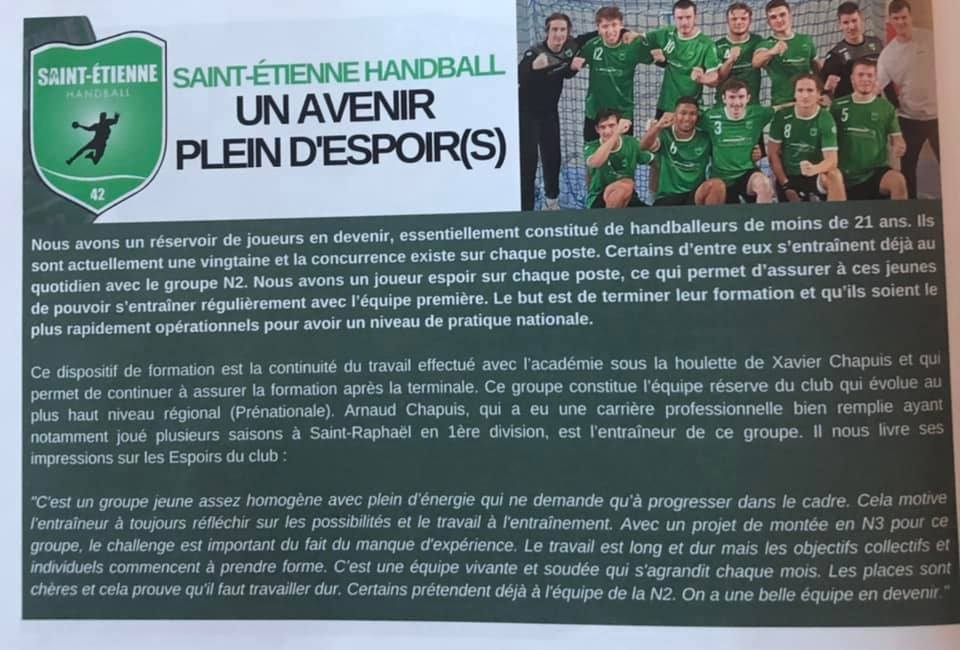 SAINT-ÉTIENNE
HANDBALL
42
SAINT-ÉTIENNE HANDBALL
UN AVENIR
PLEIN D'ESPOIR(S)
12
10
6
3
8
5
Nous avons un réservoir de joueurs en devenir, essentiellement constitué de handballeurs de moins de 21 ans. Ils
sont actuellement une vingtaine et la concurrence existe sur chaque poste. Certains d'entre eux s'entraînent déjà au
quotidien avec le groupe N2. Nous avons un joueur espoir sur chaque poste, ce qui permet d'assurer à ces jeunes
de pouvoir s'entraîner régulièrement avec l'équipe première. Le but est de terminer leur formation et qu'ils soient le
plus rapidement opérationnels pour avoir un niveau de pratique nationale.
Ce dispositif de formation est la continuité du travail effectué avec l'académie sous la houlette de Xavier Chapuis et qui
permet de continuer à assurer la formation après la terminale. Ce groupe constitue l'équipe réserve du club qui évolue au
plus haut niveau régional (Prénationale). Arnaud Chapuis, qui a eu une carrière professionnelle bien remplie ayant
notamment joué plusieurs saisons à Saint-Raphaël en 1ère division, est l'entraîneur de ce groupe. Il nous livre ses
impressions sur les Espoirs du club :
"C'est un groupe jeune assez homogène avec plein d'énergie qui ne demande qu'à progresser dans le cadre. Cela motive
l'entraîneur à toujours réfléchir sur les possibilités et le travail à l'entraînement. Avec un projet de montée en N3 pour ce
groupe, le challenge est important du fait du manque d'expérience. Le travail est long et dur mais les objectifs collectifs et
individuels commencent à prendre forme. C'est une équipe vivante et soudée qui s'agrandit chaque mois. Les places sont
chères et cela prouve qu'il faut travailler dur. Certains prétendent déjà à l'équipe de la N2. On a une belle équipe en devenir."